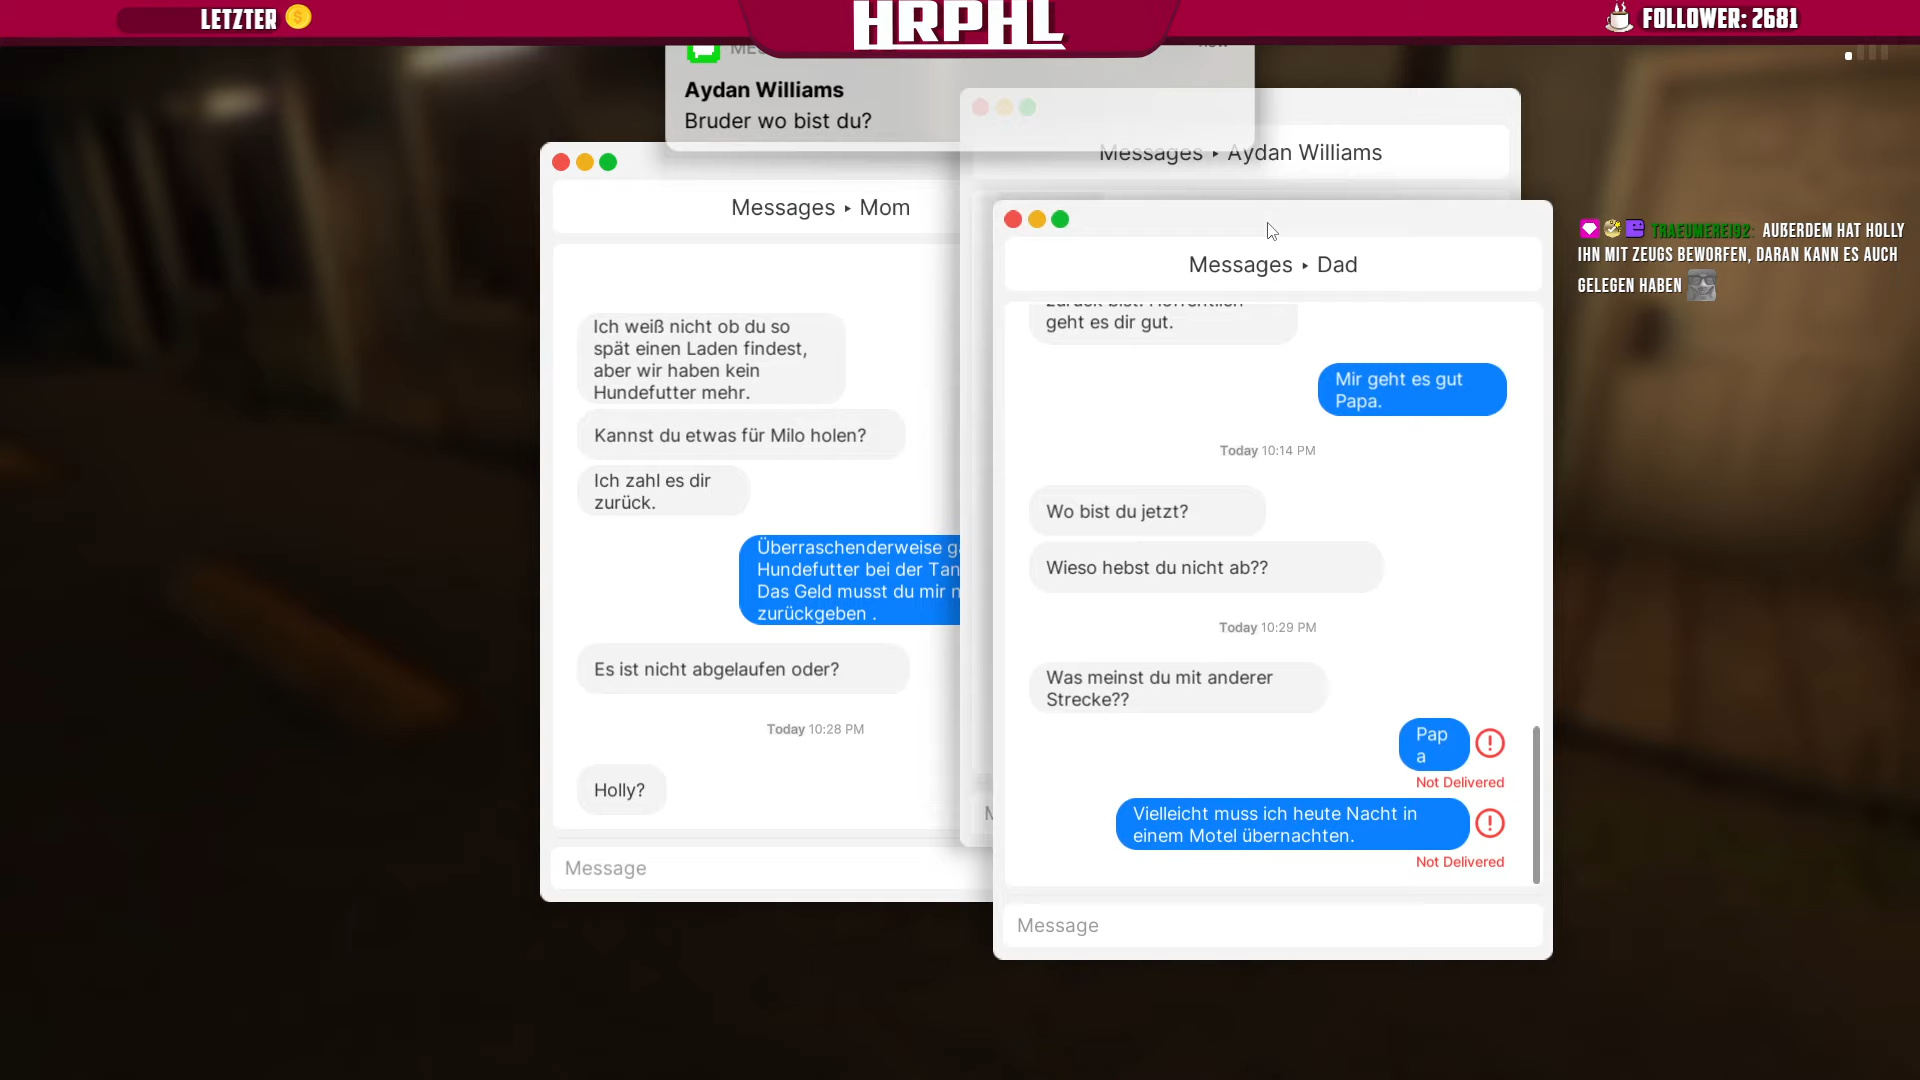 LETZTER
HRPHL
FOLLOWER: 2681
Aydan Williams
Bruder wo bist du?
Messages ▸ Aydan Williams
Messages ▸ Mom
Ich weiß nicht ob du so
spät einen Laden findest,
aber wir haben kein
Hundefutter mehr.
Kannst du etwas für Milo holen?
Ich zahl es dir
zurück.
Überraschenderweise
Hundefutter bei der
Das Geld musst du mir
zurückgeben .
Es ist nicht abgelaufen oder?
Today 10:28 PM
Holly?
Message
Messages ▸ Dad
geht es dir gut.
Mir geht es gut
Papa.
Today 10:14 PM
Wo bist du jetzt?
Wieso hebst du nicht ab??
Today 10:29 PM
Was meinst du mit anderer
Strecke??
Pap
a
Not Delivered
Vielleicht muss ich heute Nacht in
einem Motel übernachten.
Not Delivered
Message
TRAEUMEREI92: AUßERDEM HAT HOLLY
IHN MIT ZEUGS BEWORFEN, DARAN KANN ES AUCH
GELEGEN HABEN